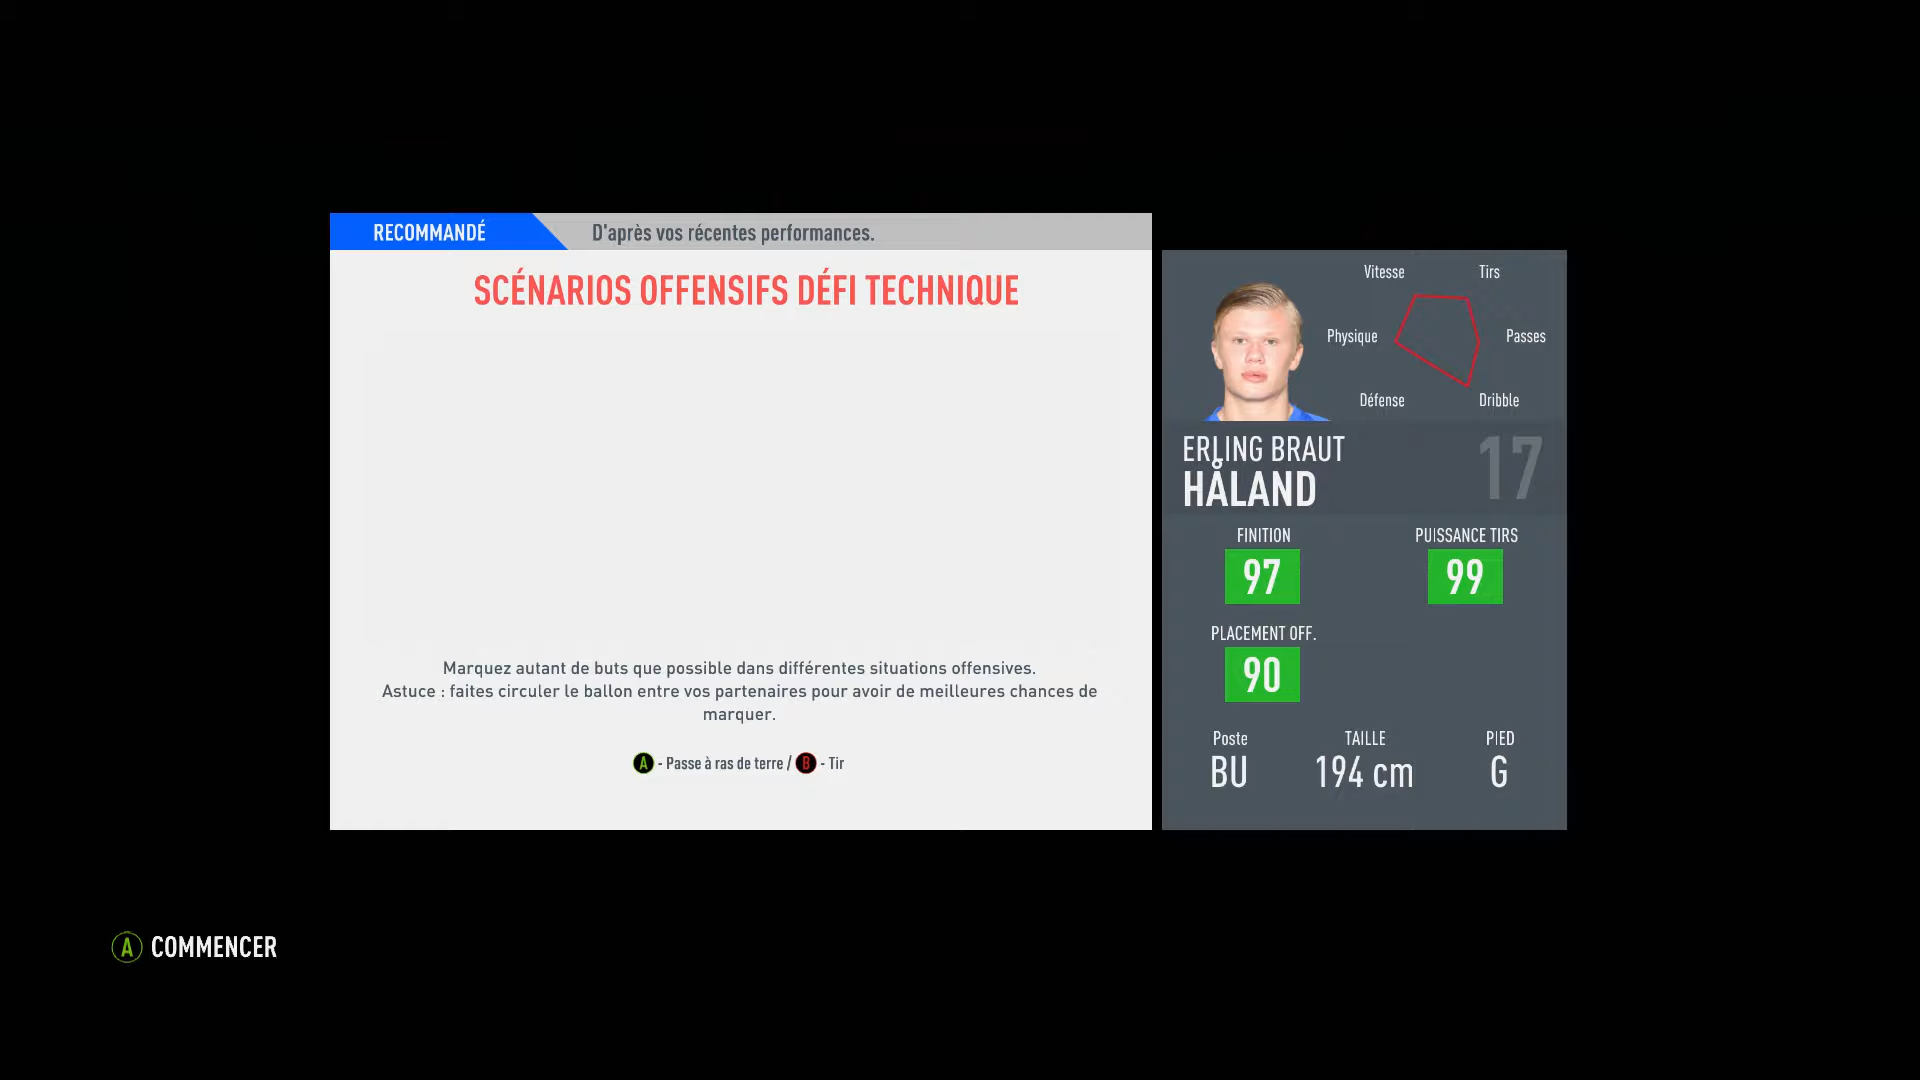 RECOMMANDÉ
D'après vos récentes performances.
SCÉNARIOS OFFENSIFS DÉFI TECHNIQUE
Marquez autant de buts que possible dans différentes situations offensives.
Astuce : faites circuler le ballon entre vos partenaires pour avoir de meilleures chances de
marquer.
A - Passe à ras de terre / B - Tir
Vitesse
Tirs
Physique
Passes
Défense
Dribble
ERLING BRAUT
HÅLAND
17
FINITION
PUISSANCE TIRS
97
99
PLACEMENT OFF.
90
Poste
TAILLE
PIED
BU
194 cm
G
A COMMENCER